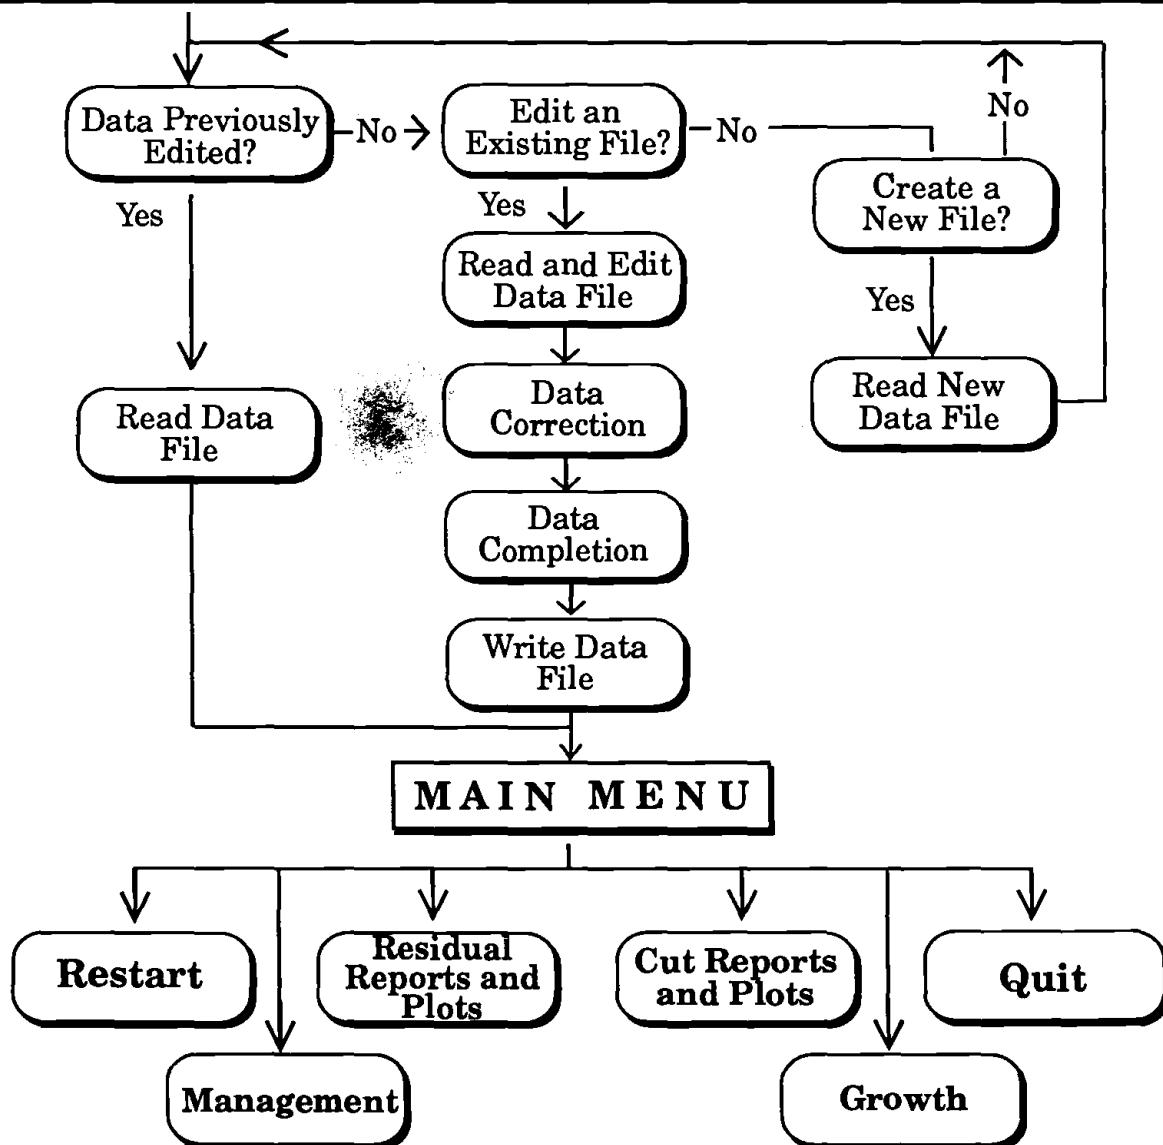 Data Previously
Edited?
No
Edit an
Existing File?
No
No
Create a
New File?
Yes
Yes
Read and Edit
Data File
Yes
Read Data
File
Data
Correction
Read New
Data File
Data
Completion
Write Data
File
MAIN MENU
Restart
Residual
Reports and
Plots
Cut Reports
and Plots
Quit
Management
Growth